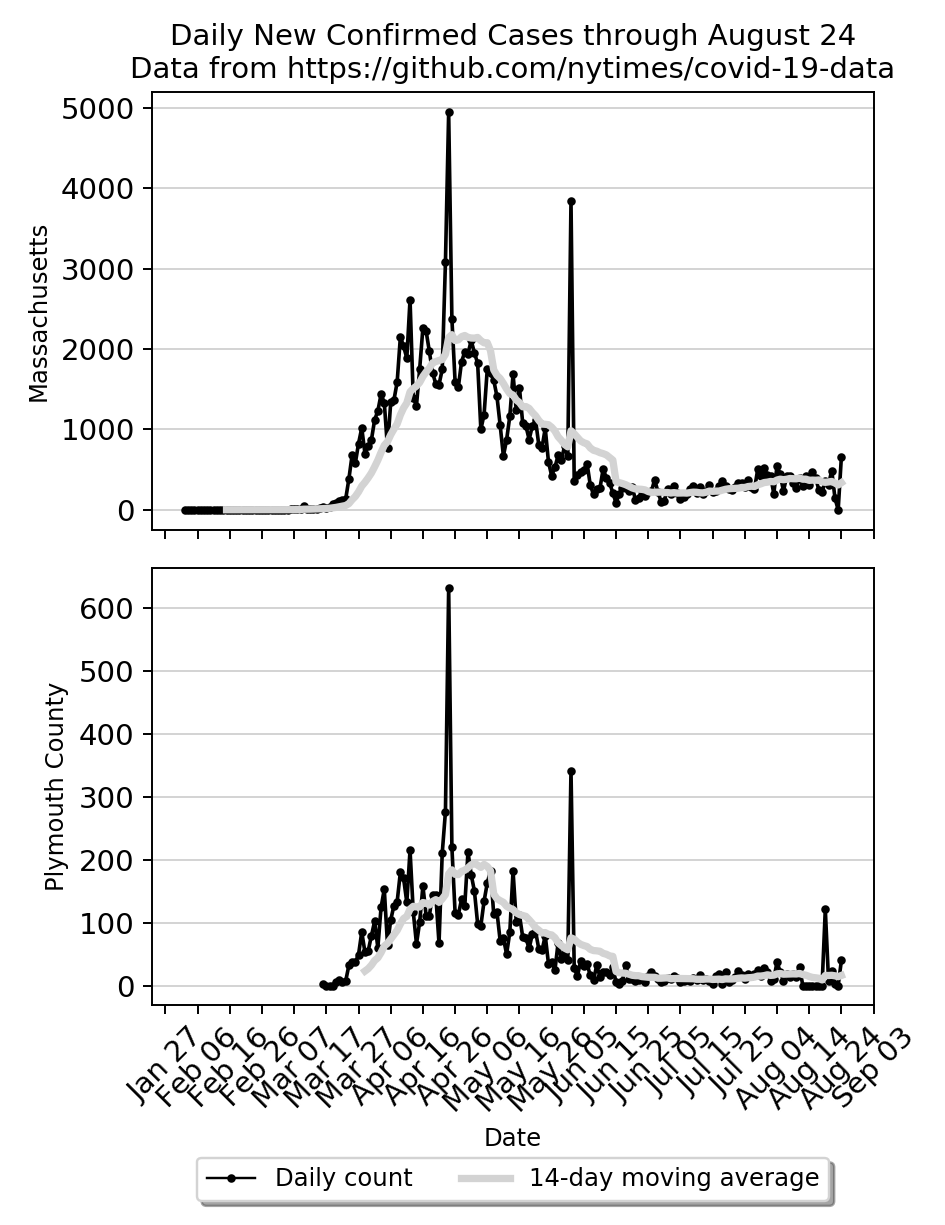 Daily New Confirmed Cases through August 24
Data from https://github.com/nytimes/covid-19-data
5000
4000
3000
2000
1000
0
Massachusetts
600
500
400
300
200
100
0
Plymouth County
Jan 27
Feb 06
Feb 16
Feb 26
Mar 07
Mar 17
Mar 27
Apr 06
Apr 16
Apr 26
May 06
May 16
May 26
Jun 05
Jun 15
Jun 25
Jul 05
Jul 15
Jul 25
Aug 04
Aug 14
Aug 24
Sep 03
Date
Daily count
14-day moving average